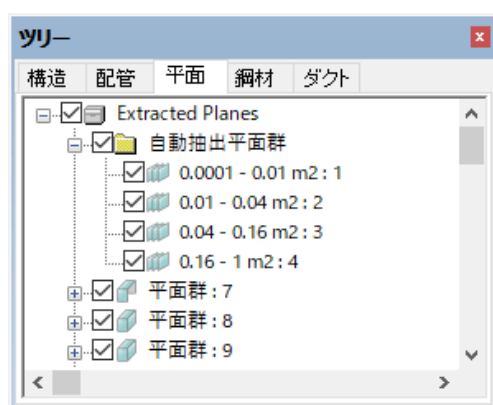 ツリー
構造 配管 平面 鋼材 ダクト
Extracted Planes
自動抽出平面群
0.0001 - 0.01 m2 : 1
0.01 - 0.04 m2 : 2
0.04 - 0.16 m2 : 3
0.16 - 1 m2 : 4
平面群 : 7
平面群 : 8
平面群 : 9